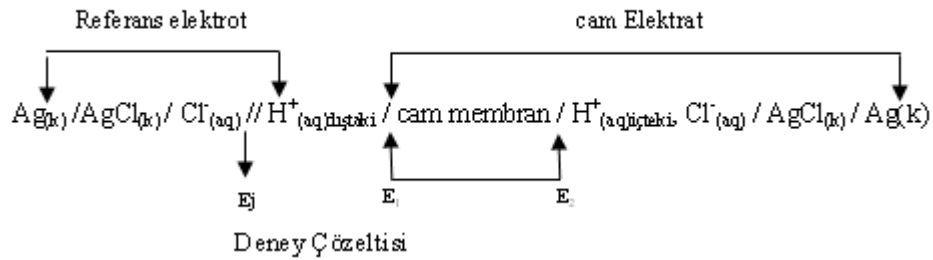 Referans elektrot cam Elektrat
Ag(k) /AgCl(k) / Cl⁻(aq) // H⁺(aq)dıştaki / cam membran / H⁺(aq)içteki, Cl⁻(aq) / AgCl(k) / Ag(k)
Ej E₁ E₂
Deney Çözeltisi